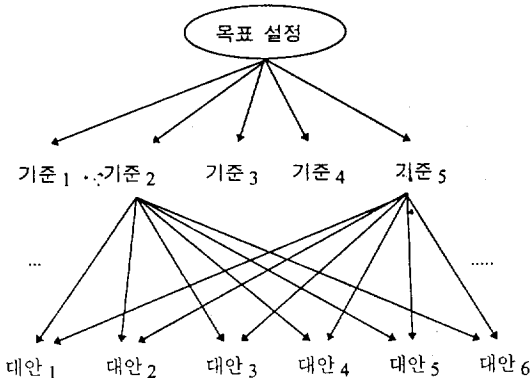 목표 설정
기준 1 기준 2 기준 3 기준 4 기준 5
... .....
대안 1 대안 2 대안 3 대안 4 대안 5 대안 6